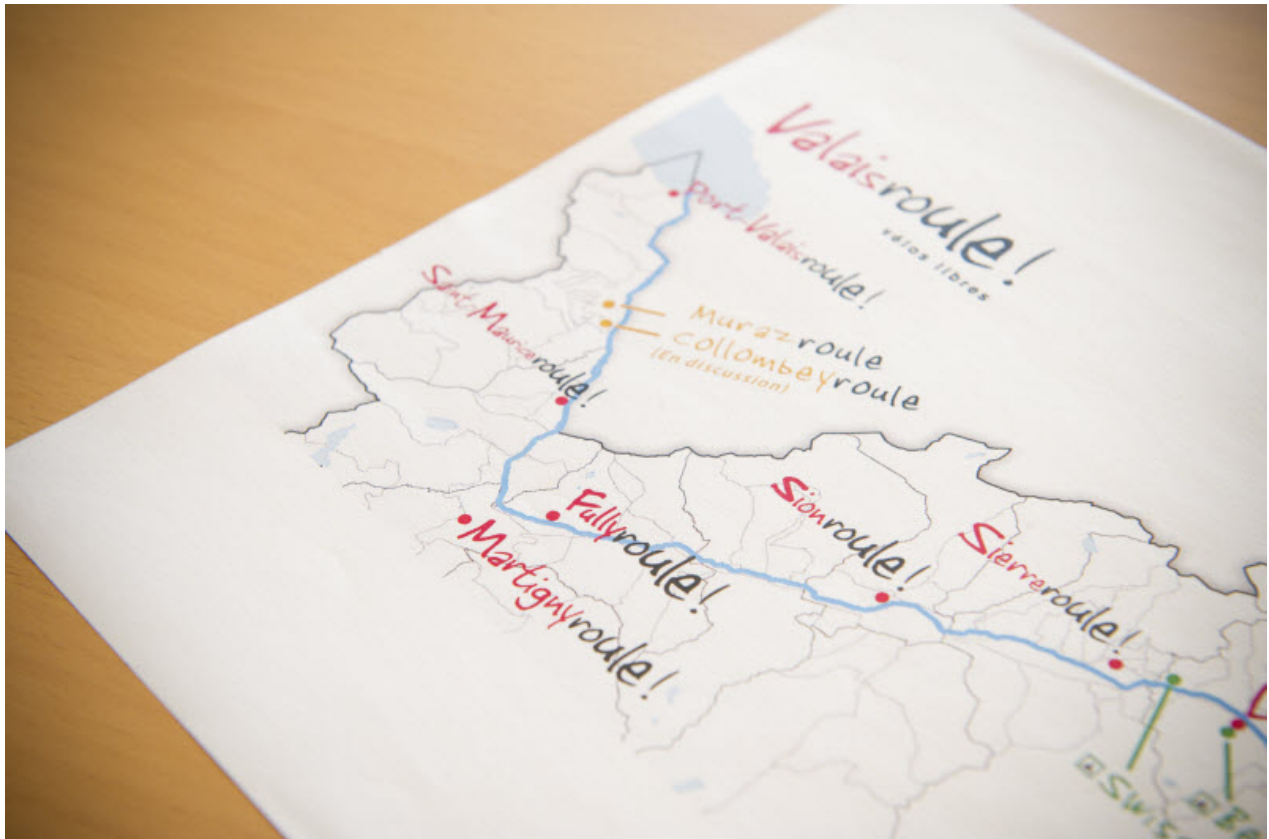 Valaisroule!
vélos libres
Port-Valaisroule!
Saint-Mauriceroule!
Murazroule
Collombeyroule
(En discussion)
Fullyroule!
Martignyroule!
Sionroule!
Sierreroule!